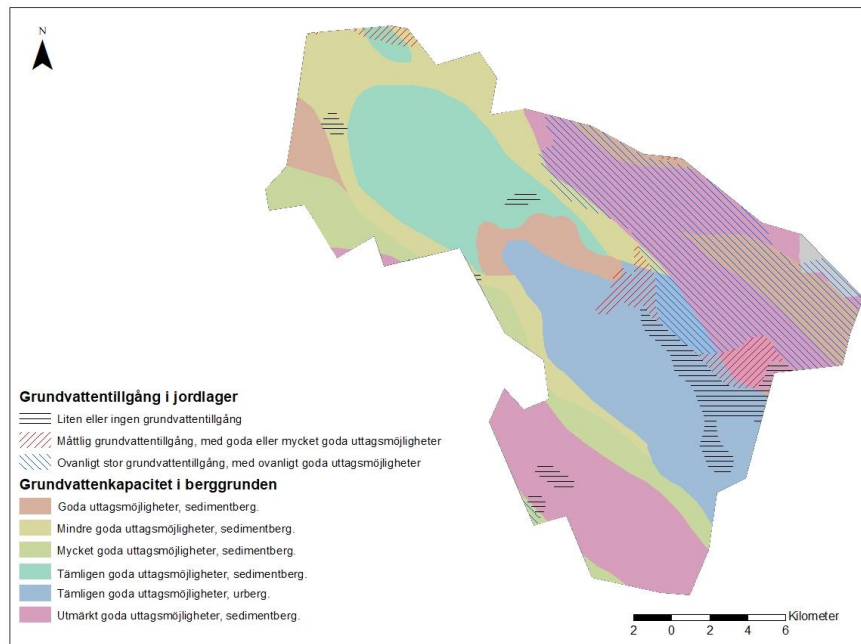 N
Grundvattentillgång i jordlager
Liten eller ingen grundvattentillgång
Måttlig grundvattentillgång, med goda eller mycket goda uttagsmöjligheter
Ovanligt stor grundvattentillgång, med ovanligt goda uttagsmöjligheter
Grundvattenkapacitet i berggrunden
Goda uttagsmöjligheter, sedimentberg.
Mindre goda uttagsmöjligheter, sedimentberg.
Mycket goda uttagsmöjligheter, sedimentberg.
Tämligen goda uttagsmöjligheter, sedimentberg.
Tämligen goda uttagsmöjligheter, urberg.
Utmärkt goda uttagsmöjligheter, sedimentberg.
Kilometer
2 0 2 4 6